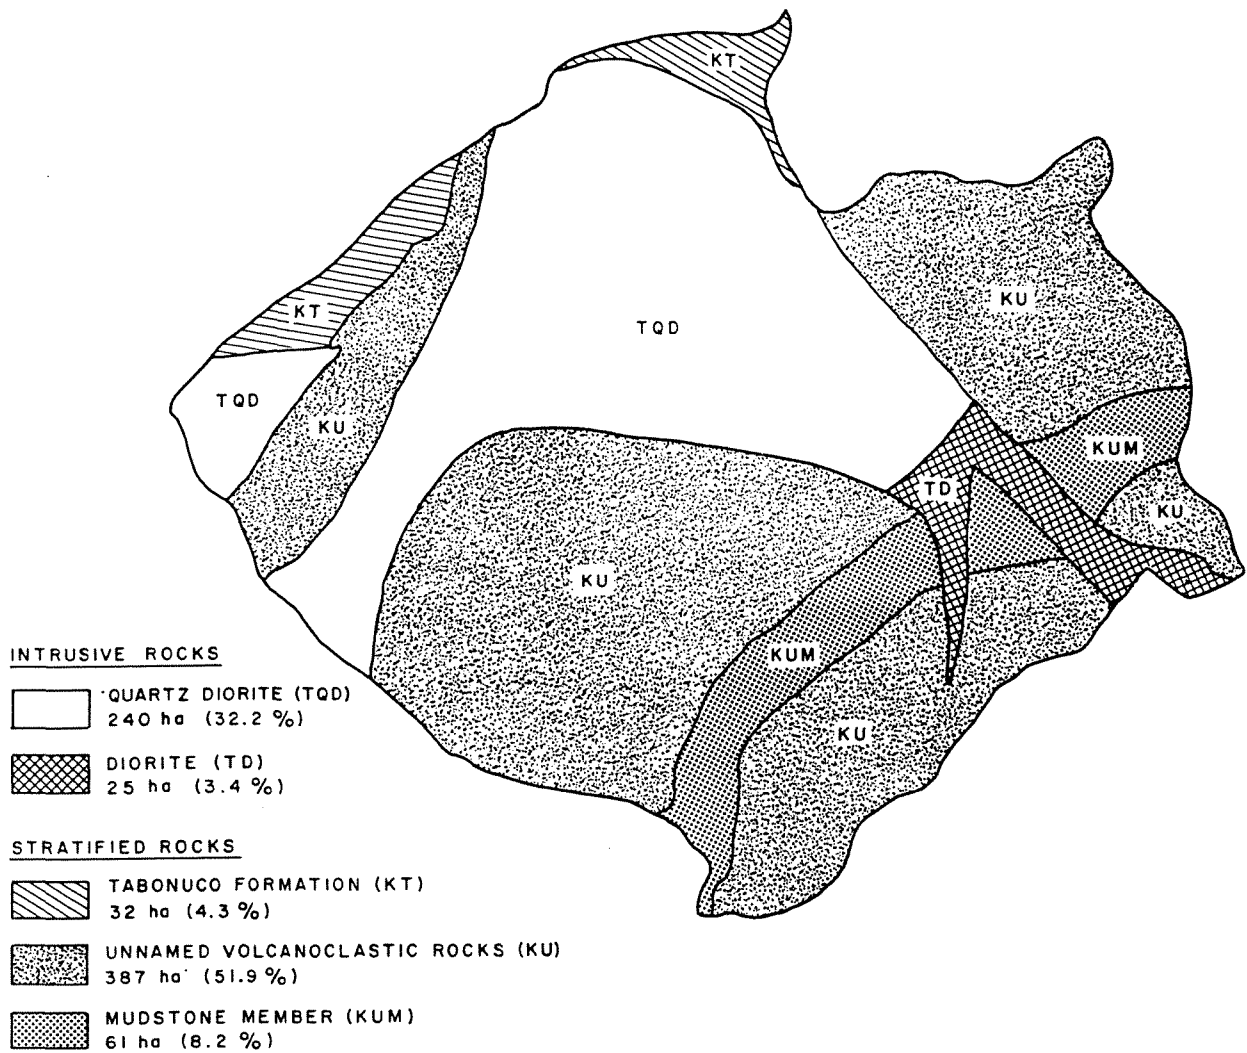 KT
KU
KT
TQD
TQD
KU
KUM
TD
KU
KU
KUM
KU
INTRUSIVE ROCKS
QUARTZ DIORITE (TQD)
240 ha (32.2 %)
DIORITE (TD)
25 ha (3.4 %)
STRATIFIED ROCKS
TABONUCO FORMATION (KT)
32 ha (4.3 %)
UNNAMED VOLCANOCLASTIC ROCKS (KU)
387 ha (51.9 %)
MUDSTONE MEMBER (KUM)
61 ha (8.2 %)